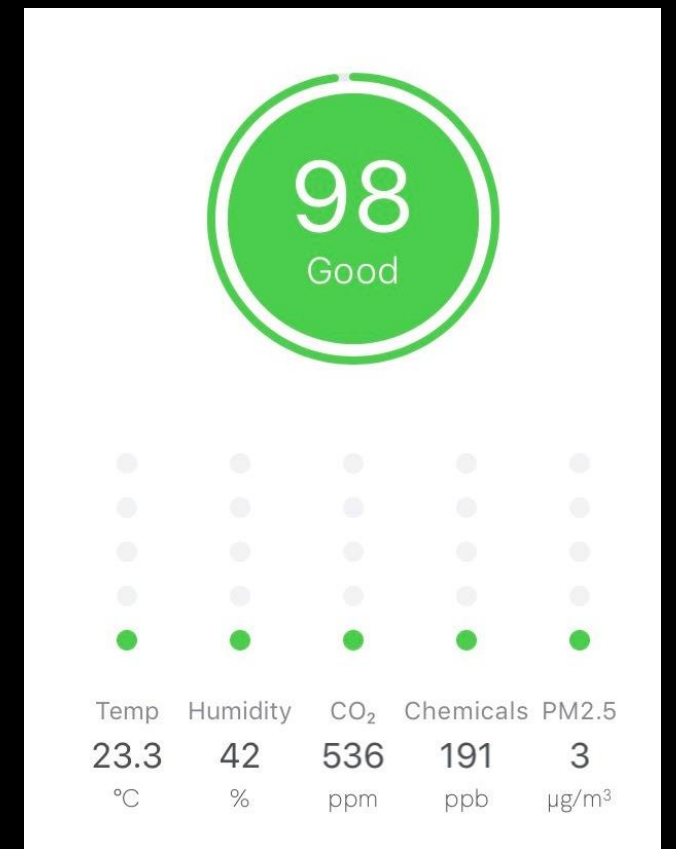 98
Good
Temp Humidity CO₂ Chemicals PM2.5
23.3 42 536 191 3
°C % ppm ppb µg/m³